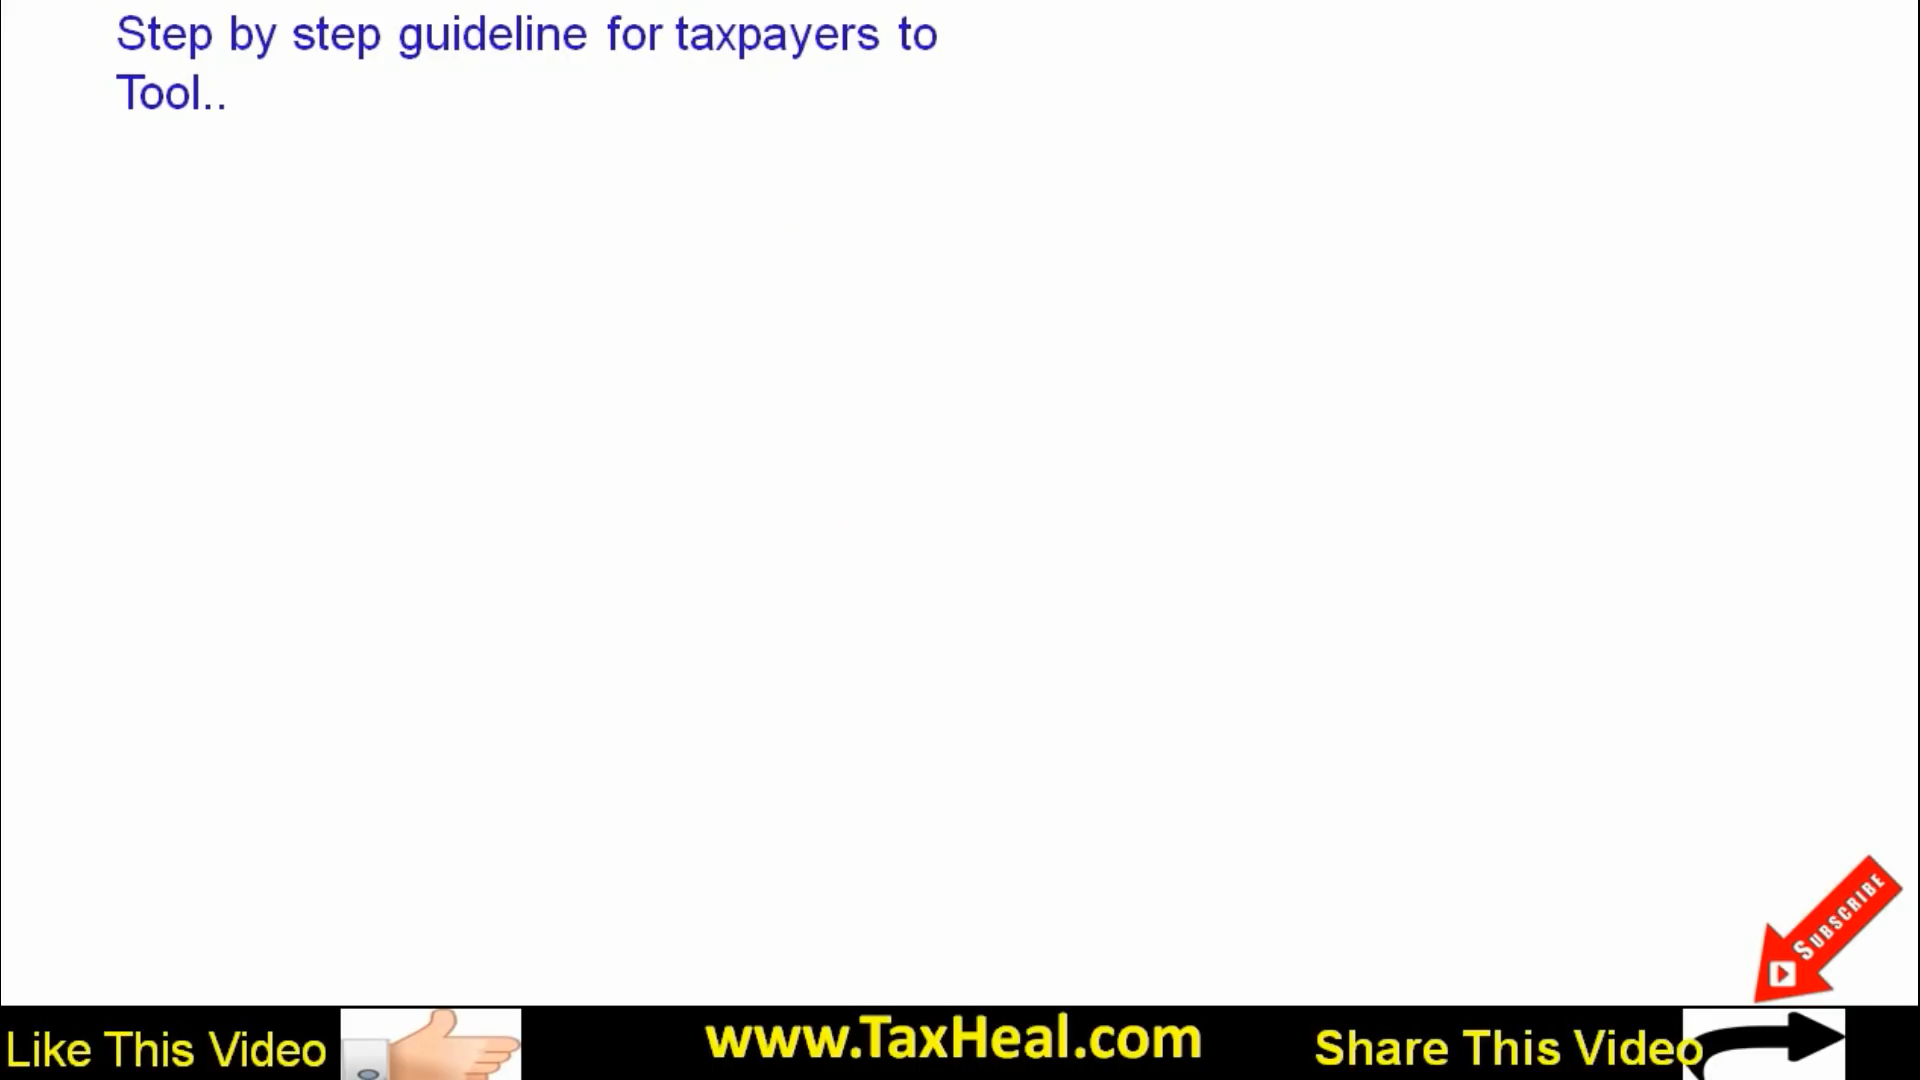 Step by step guideline for taxpayers to
Tool..
SUBSCRIBE
Like This Video
www.TaxHeal.com
Share This Video